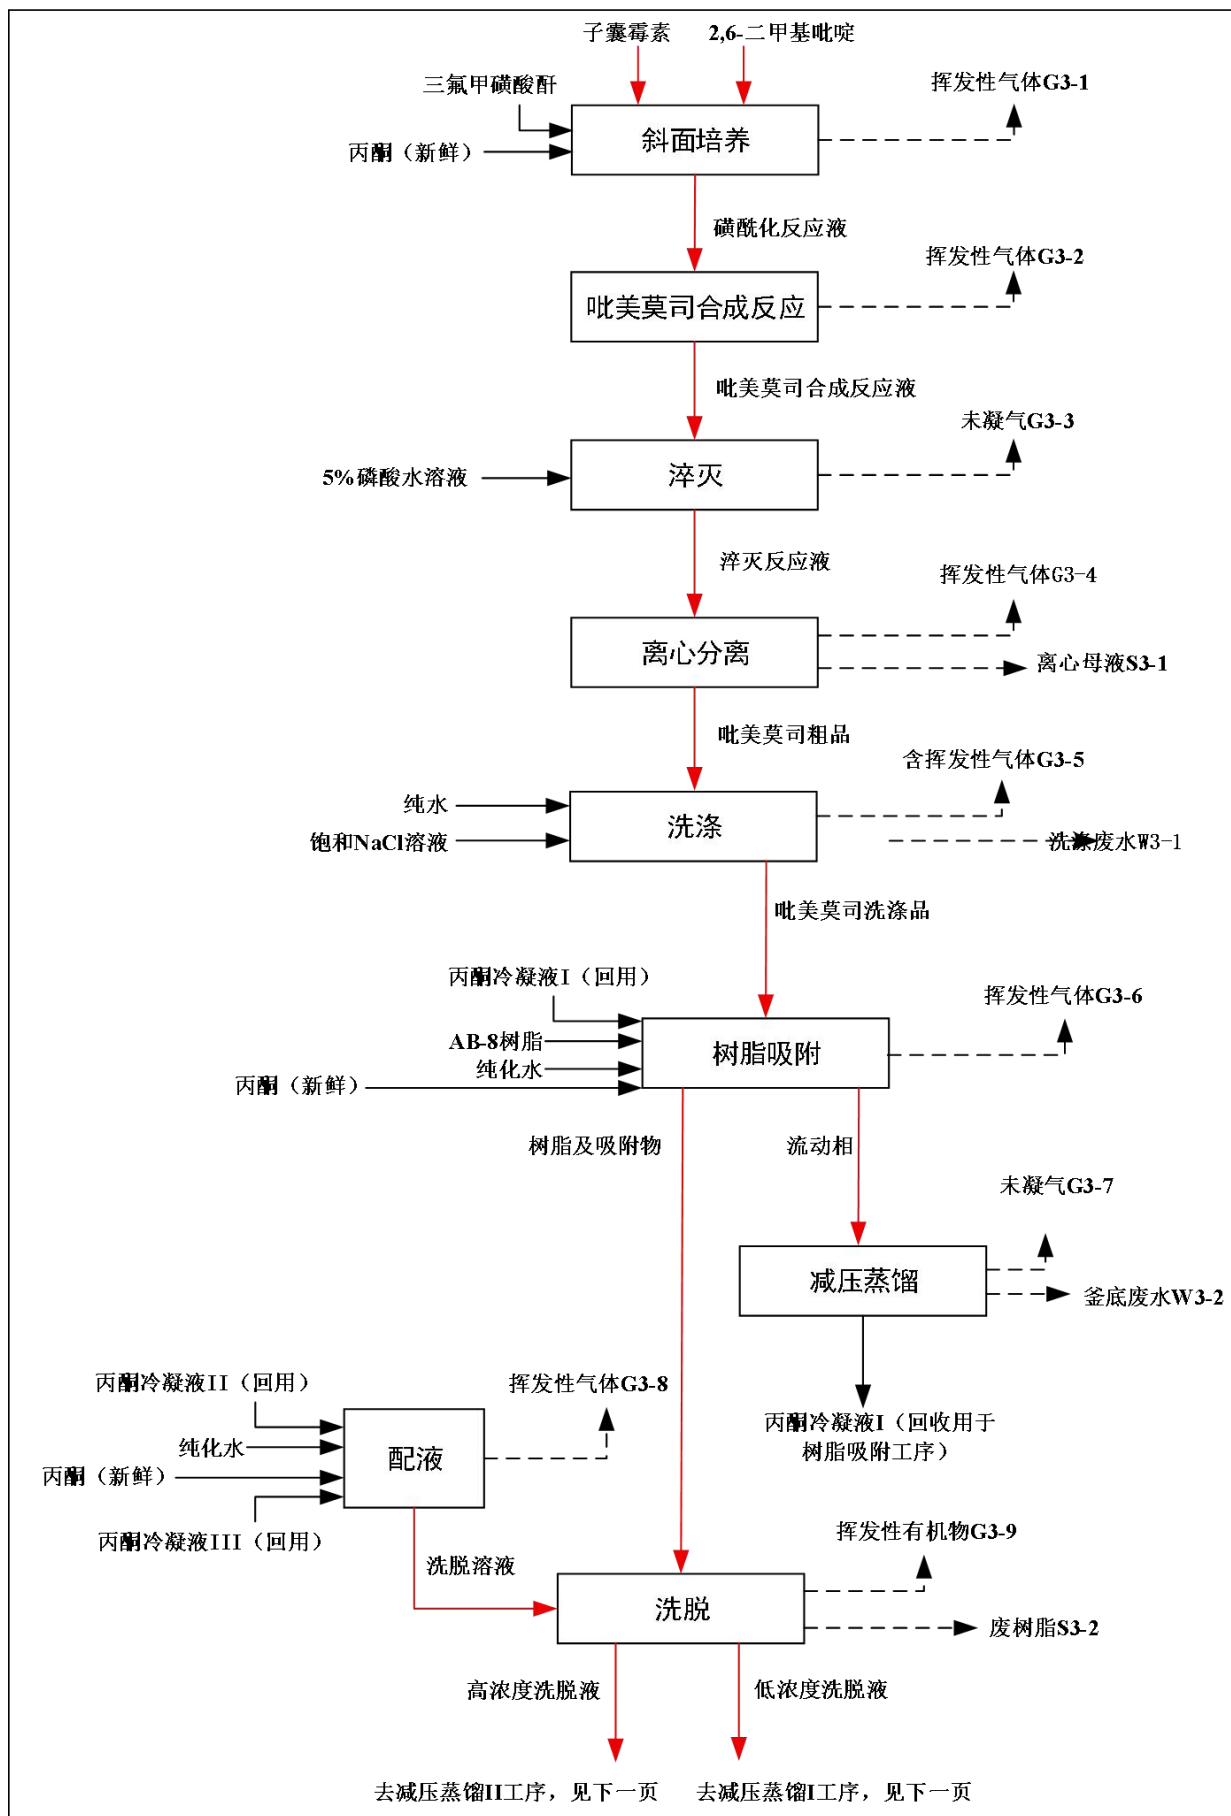 子囊霉素
2,6-二甲基吡啶
三氟甲磺酸酐
丙酮（新鲜）
斜面培养
挥发性气体G3-1
磺酰化反应液
吡美莫司合成反应
挥发性气体G3-2
吡美莫司合成反应液
5%磷酸水溶液
淬灭
未凝气G3-3
淬灭反应液
离心分离
挥发性气体G3-4
离心母液S3-1
吡美莫司粗品
纯水
饱和NaCl溶液
洗涤
含挥发性气体G3-5
洗涤废水W3-1
吡美莫司洗涤品
丙酮冷凝液I（回用）
AB-8树脂
纯化水
丙酮（新鲜）
树脂吸附
挥发性气体G3-6
树脂及吸附物
流动相
未凝气G3-7
减压蒸馏
釜底废水W3-2
丙酮冷凝液I（回收用于
树脂吸附工序）
丙酮冷凝液II（回用）
纯化水
丙酮（新鲜）
丙酮冷凝液III（回用）
配液
挥发性气体G3-8
洗脱溶液
洗脱
挥发性有机物G3-9
废树脂S3-2
高浓度洗脱液
低浓度洗脱液
去减压蒸馏II工序，见下一页
去减压蒸馏I工序，见下一页